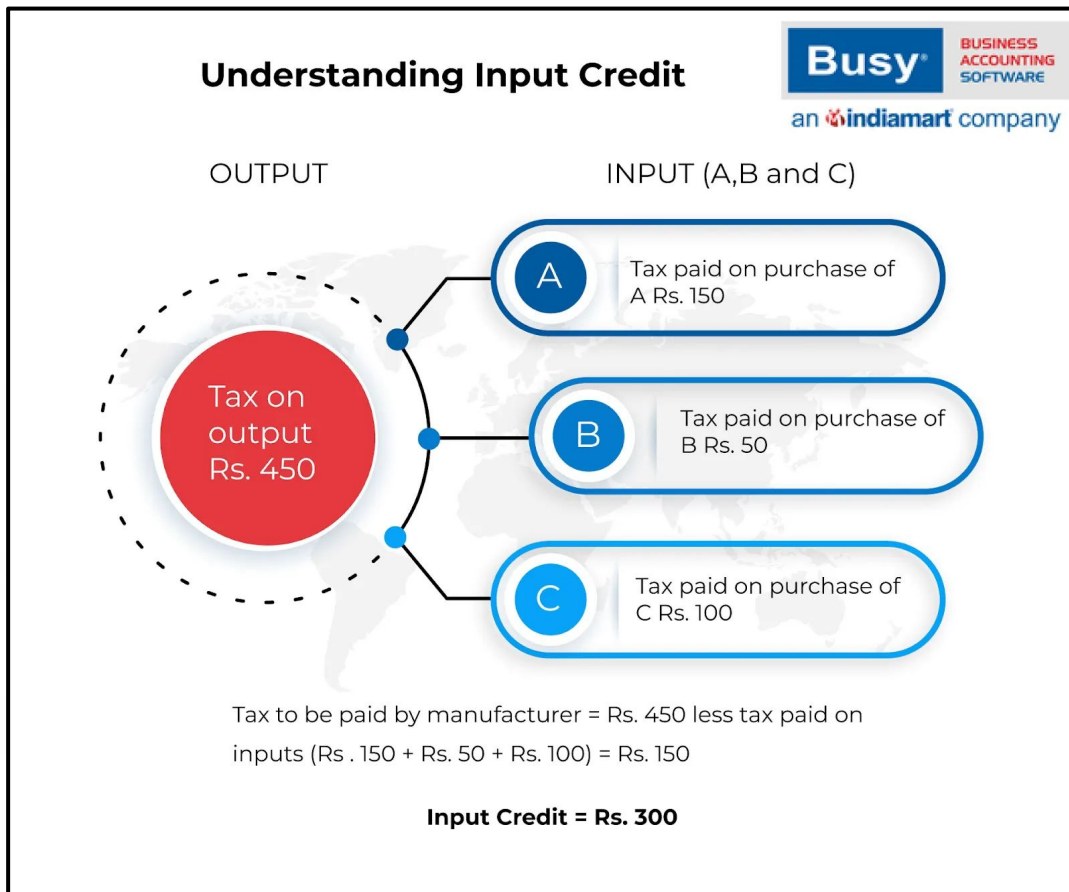 Understanding Input Credit
Busy
BUSINESS
ACCOUNTING
SOFTWARE
an indiamart company
OUTPUT
INPUT (A,B and C)
Tax on
output
Rs. 450
A
Tax paid on purchase of
A Rs. 150
B
Tax paid on purchase of
B Rs. 50
C
Tax paid on purchase of
C Rs. 100
Tax to be paid by manufacturer = Rs. 450 less tax paid on
inputs (Rs . 150 + Rs. 50 + Rs. 100) = Rs. 150
Input Credit = Rs. 300